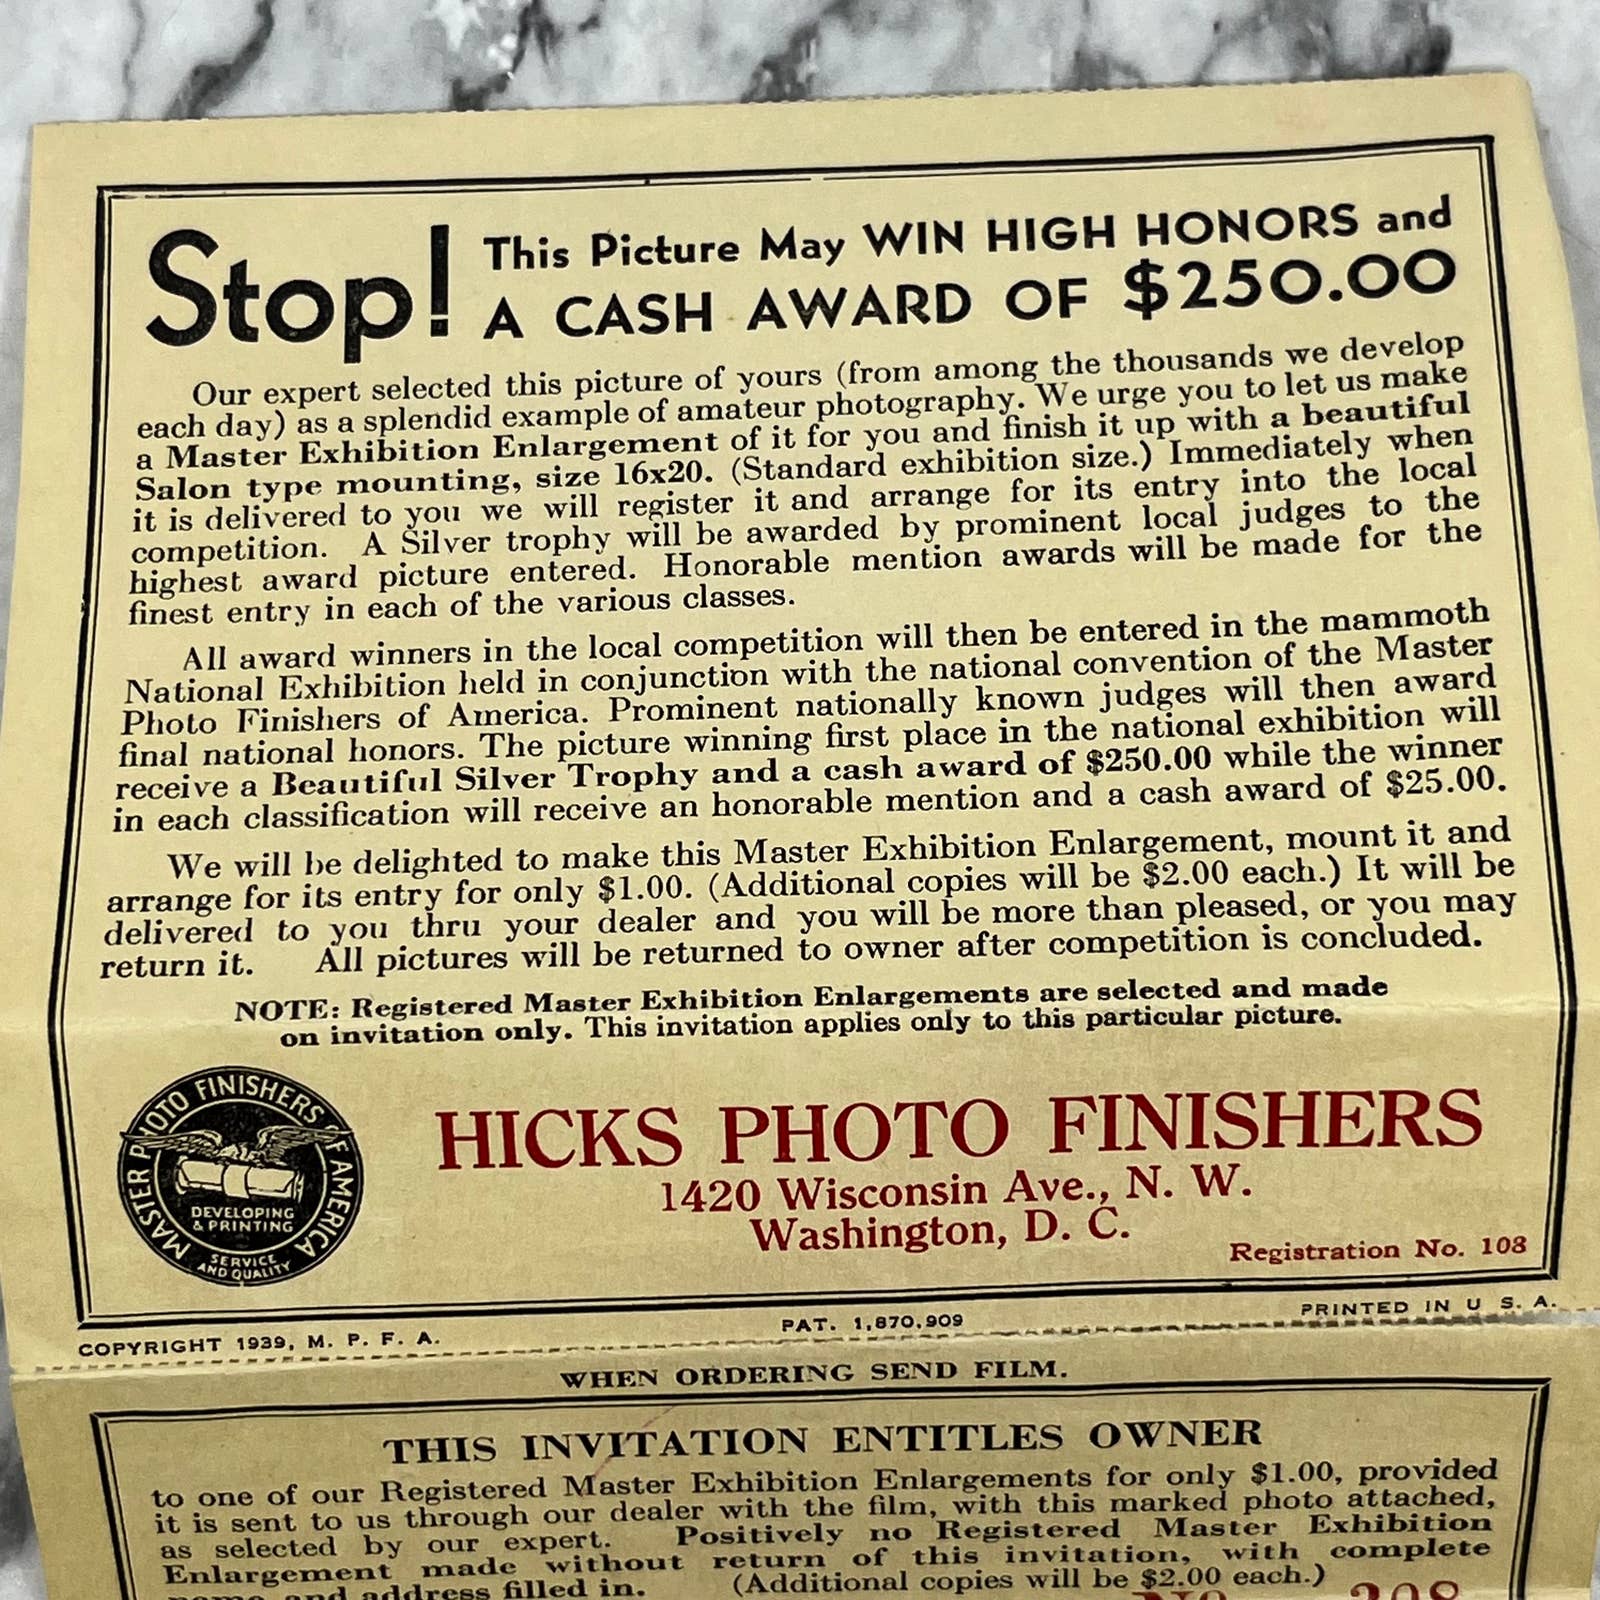 Stop! This Picture May WIN HIGH HONORS and
A CASH AWARD OF $250.00
Our expert selected this picture of yours (from among the thousands we develop
each day) as a splendid example of amateur photography. We urge you to let us make
a Master Exhibition Enlargement of it for you and finish it up with a beautiful
Salon type mounting, size 16x20. (Standard exhibition size.) Immediately when
it is delivered to you we will register it and arrange for its entry into the local
competition. A Silver trophy will be awarded by prominent local judges to the
highest award picture entered. Honorable mention awards will be made for the
finest entry in each of the various classes.
All award winners in the local competition will then be entered in the mammoth
National Exhibition held in conjunction with the national convention of the Master
Photo Finishers of America. Prominent nationally known judges will then award
final national honors. The picture winning first place in the national exhibition will
receive a Beautiful Silver Trophy and a cash award of $250.00 while the winner
in each classification will receive an honorable mention and a cash award of $25.00.
We will be delighted to make this Master Exhibition Enlargement, mount it and
arrange for its entry for only $1.00. (Additional copies will be $2.00 each.) It will be
delivered to you thru your dealer and you will be more than pleased, or you may
return it. All pictures will be returned to owner after competition is concluded.
NOTE: Registered Master Exhibition Enlargements are selected and made
on invitation only. This invitation applies only to this particular picture.
MASTER PHOTO FINISHERS OF AMERICA
DEVELOPING
& PRINTING
SERVICE
AND QUALITY
HICKS PHOTO FINISHERS
1420 Wisconsin Ave., N. W.
Washington, D. C.
Registration No. 108
COPYRIGHT 1939, M. P. F. A.
PAT. 1,870,909
PRINTED IN U S. A.
WHEN ORDERING SEND FILM.
THIS INVITATION ENTITLES OWNER
to one of our Registered Master Exhibition Enlargements for only $1.00, provided
it is sent to us through our dealer with the film, with this marked photo attached,
as selected by our expert. Positively no Registered Master Exhibition
Enlargement made without return of this invitation, with complete
name and address filled in. (Additional copies will be $2.00 each.)
No 308